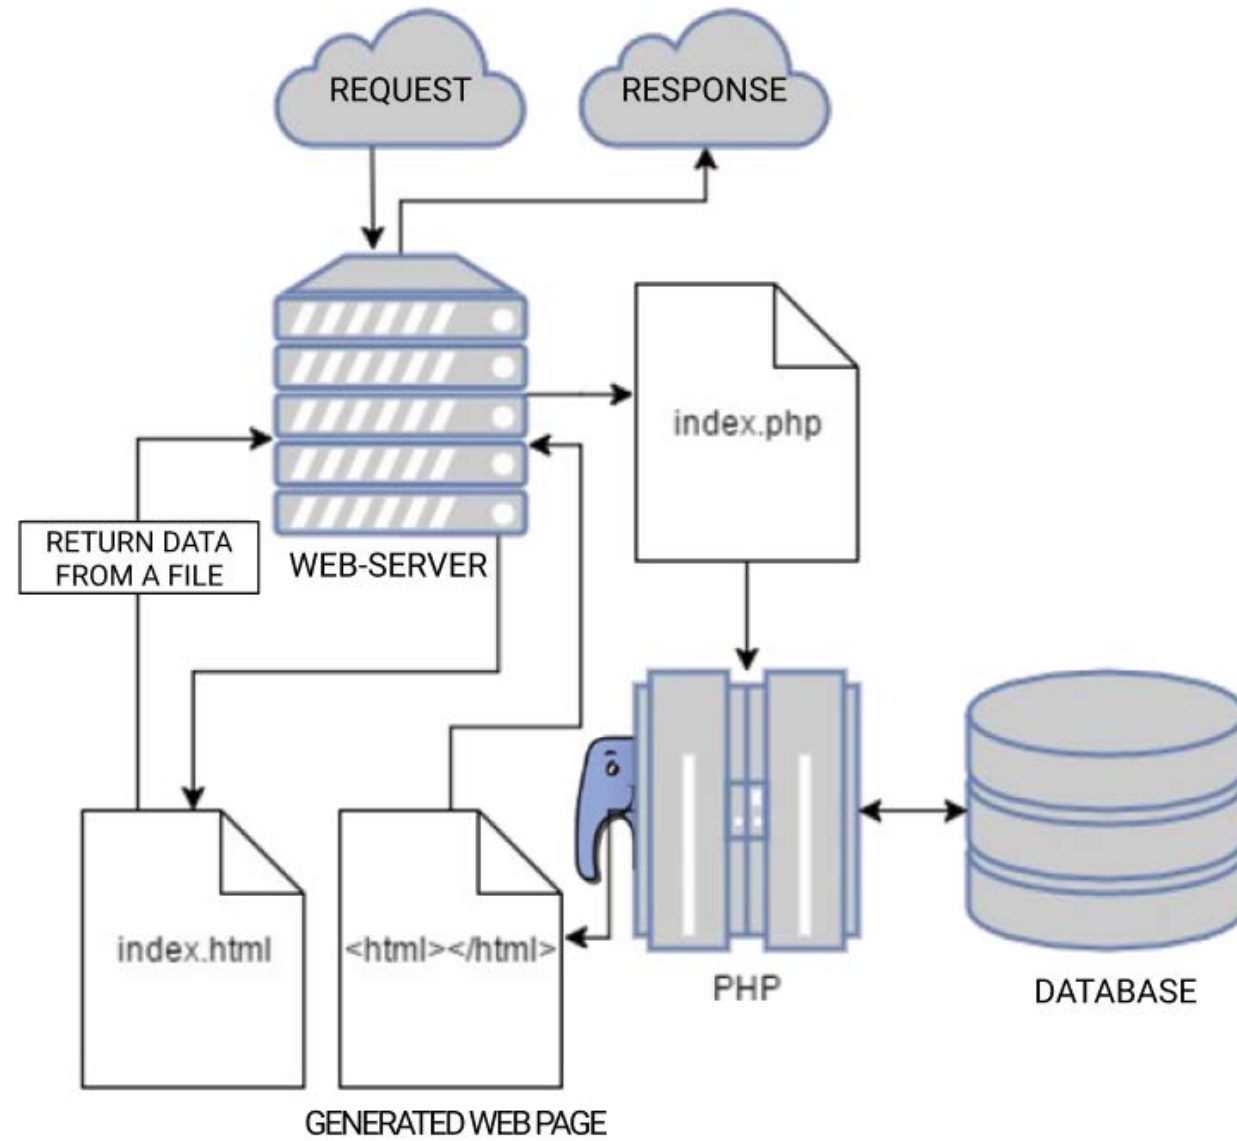 REQUEST
RESPONSE
index.php
RETURN DATA
FROM A FILE
WEB-SERVER
index.html
<html></html>
PHP
DATABASE
GENERATED WEB PAGE